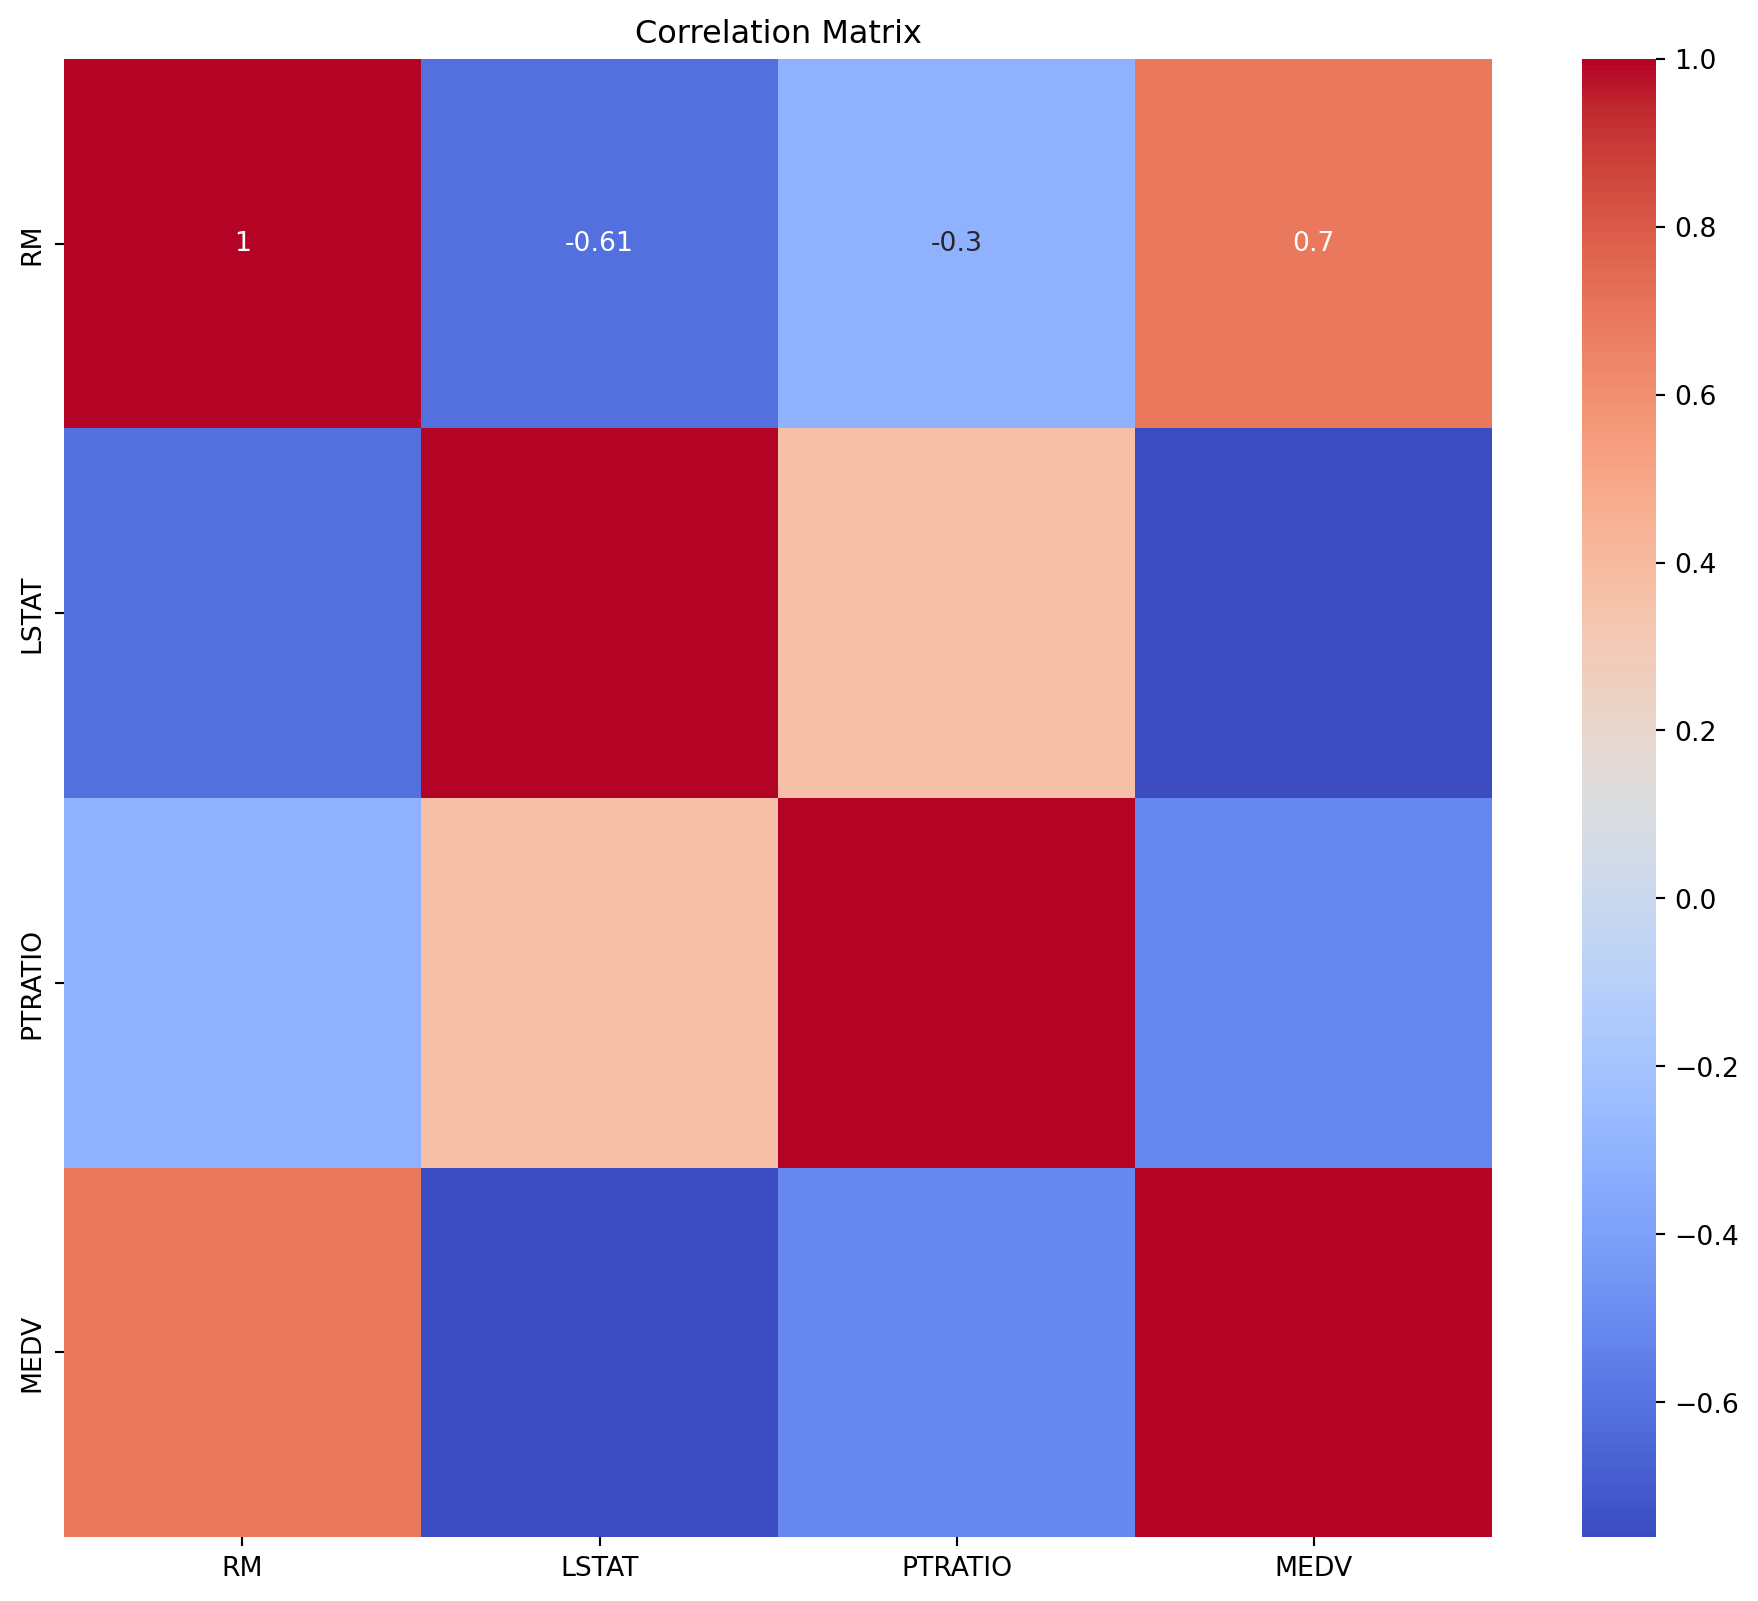 Correlation Matrix
RM
1
-0.61
-0.3
0.7
LSTAT
PTRATIO
MEDV
RM
LSTAT
PTRATIO
MEDV
1.0
0.8
0.6
0.4
0.2
0.0
−0.2
−0.4
−0.6